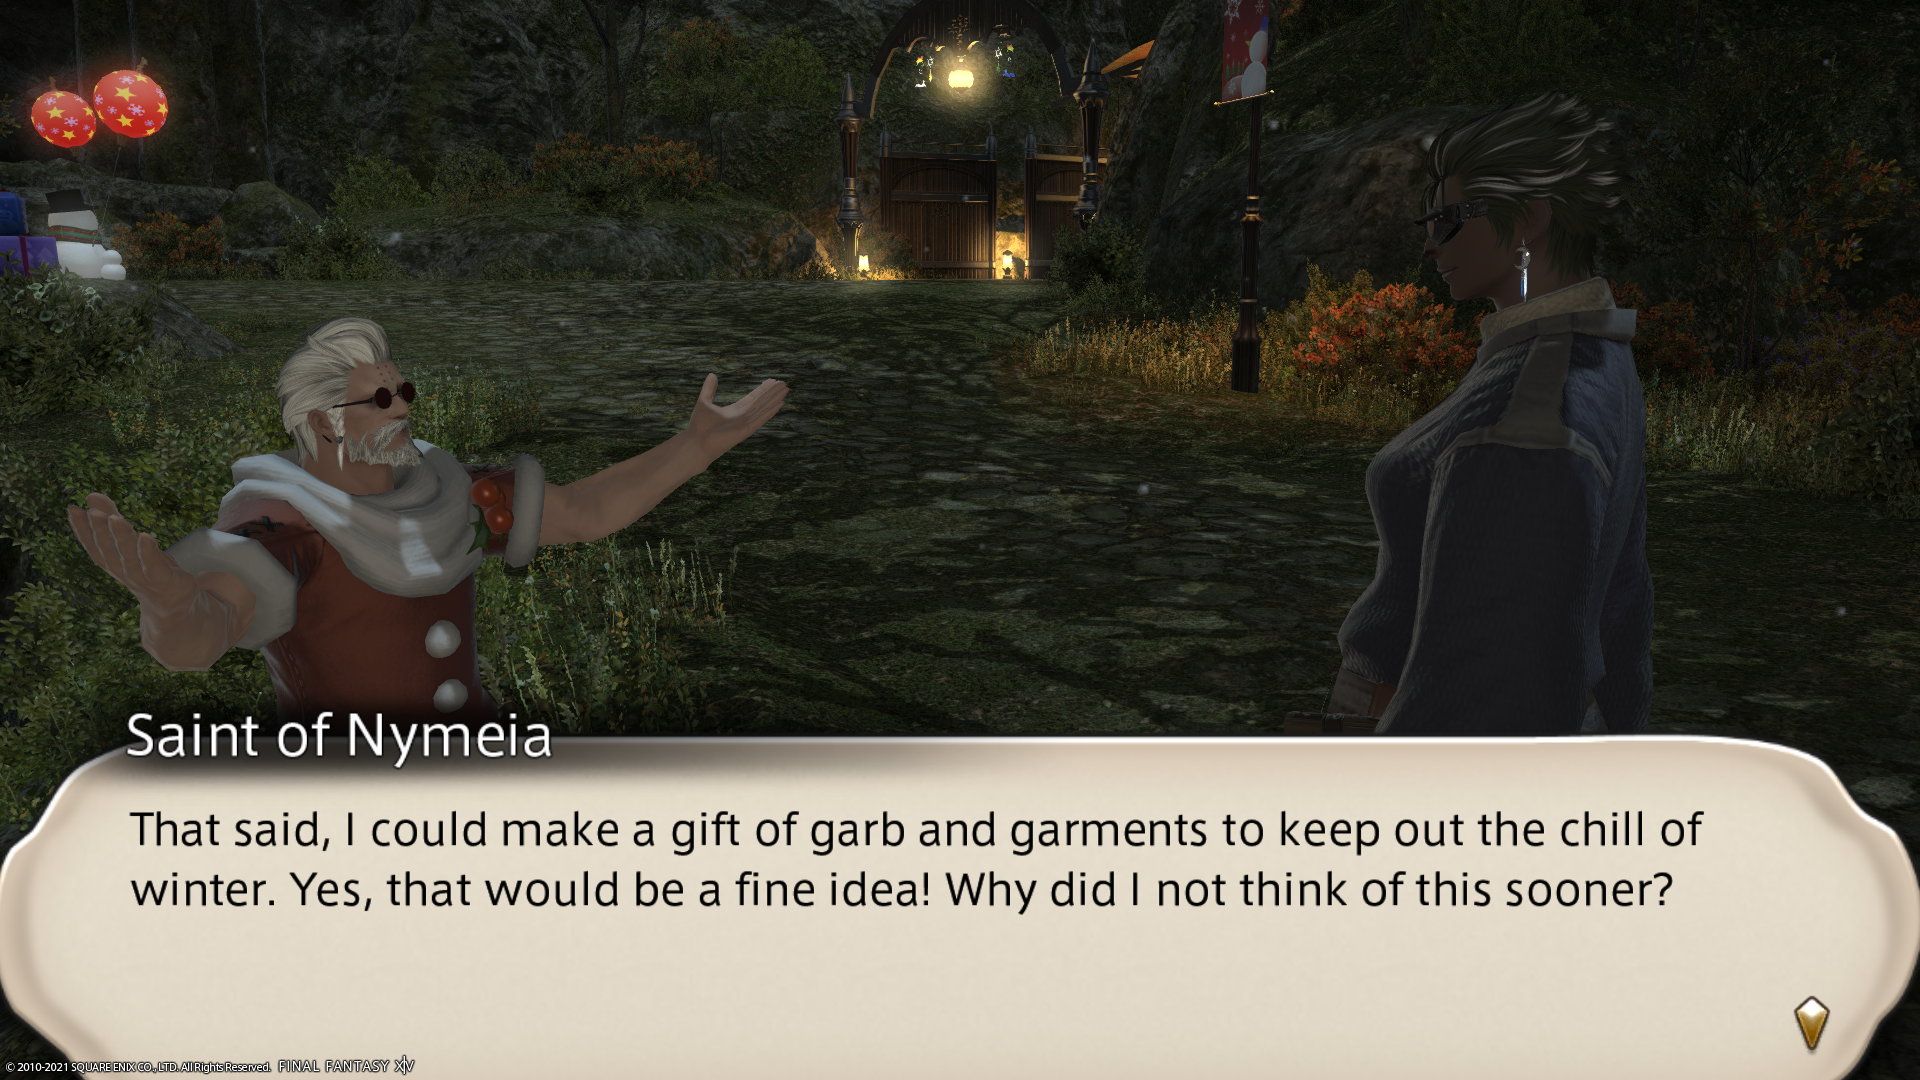 Saint of Nymeia
That said, I could make a gift of garb and garments to keep out the chill of
winter. Yes, that would be a fine idea! Why did I not think of this sooner?
© 2010-2021 SQUARE ENIX CO., LTD. All Rights Reserved. FINAL FANTASY XIV